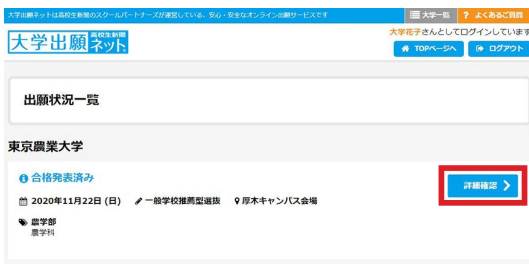 大学出願ネットは高校生新聞のスクールパートナーズが運営している、安心・安全なオンライン出願サービスです
大学一覧 ? よくあるご質問
大学出願 高校生新聞 ネット
大学花子さんとしてログインしています
TOPページへ ログアウト
出願状況一覧
東京農業大学
合格発表済み
詳細確認
2020年11月22日 (日) 一般学校推薦型選抜 厚木キャンパス会場
農学部
農学科